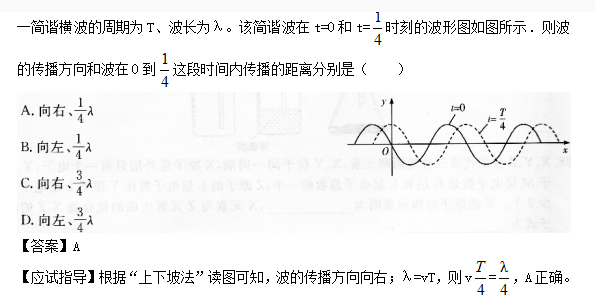 一简谐横波的周期为T、波长为λ。该简谐波在 t=0和 t=1/4时刻的波形图如图所示．则波
的传播方向和波在0到1/4这段时间内传播的距离分别是（　　）
A. 向右、1/4λ
B. 向左、1/4λ
C. 向右、3/4λ
D. 向左、3/4λ
y
t=0
t=T/4
O
x
【答案】A
【应试指导】根据“上下坡法”读图可知，波的传播方向向右；λ=vT，则 vT/4=λ/4，A正确。